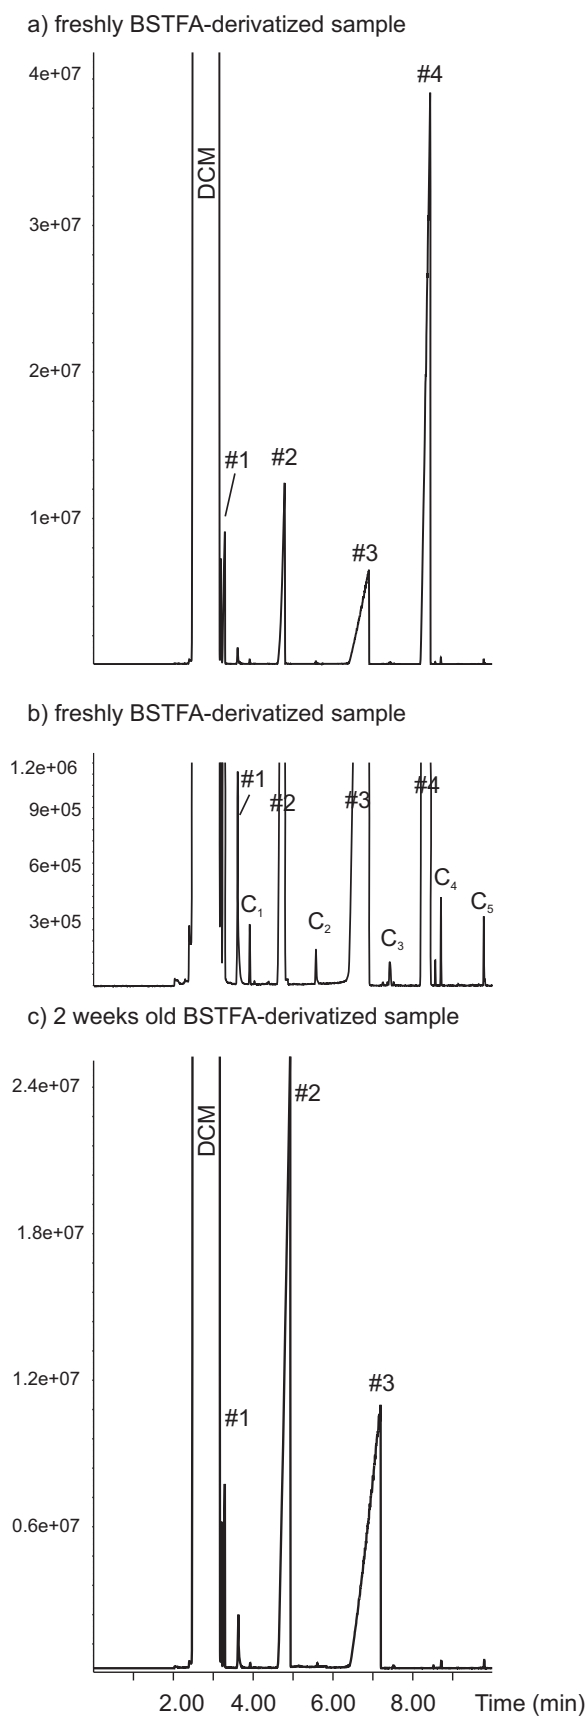 a) freshly BSTFA-derivatized sample
4e+07
#4
DCM
3e+07
2e+07
#1
#2
1e+07
#3
b) freshly BSTFA-derivatized sample
1.2e+06
#1
#2
#3
#4
9e+05
6e+05
C₁
C₂
C₃
C₄
C₅
3e+05
c) 2 weeks old BSTFA-derivatized sample
2.4e+07
#2
DCM
1.8e+07
1.2e+07
#3
#1
0.6e+07
2.00 4.00 6.00 8.00 Time (min)